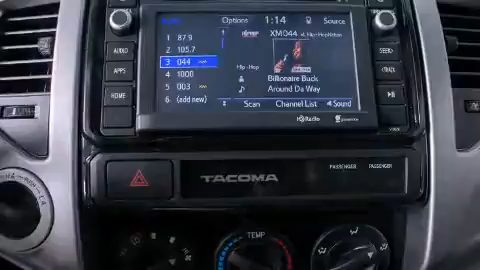 Options 1:14 Source
1 87.9
2 105.7
3 044
4 1000
5 003
6 (add new)
XM044
Hip-Hop
Billionaire Buck
Around Da Way
Scan Channel List Sound
HD Radio
AUDIO
APPS
HOME
SEEK
TRACK
TACOMA
PASSENGER PASSENGER
TEMP